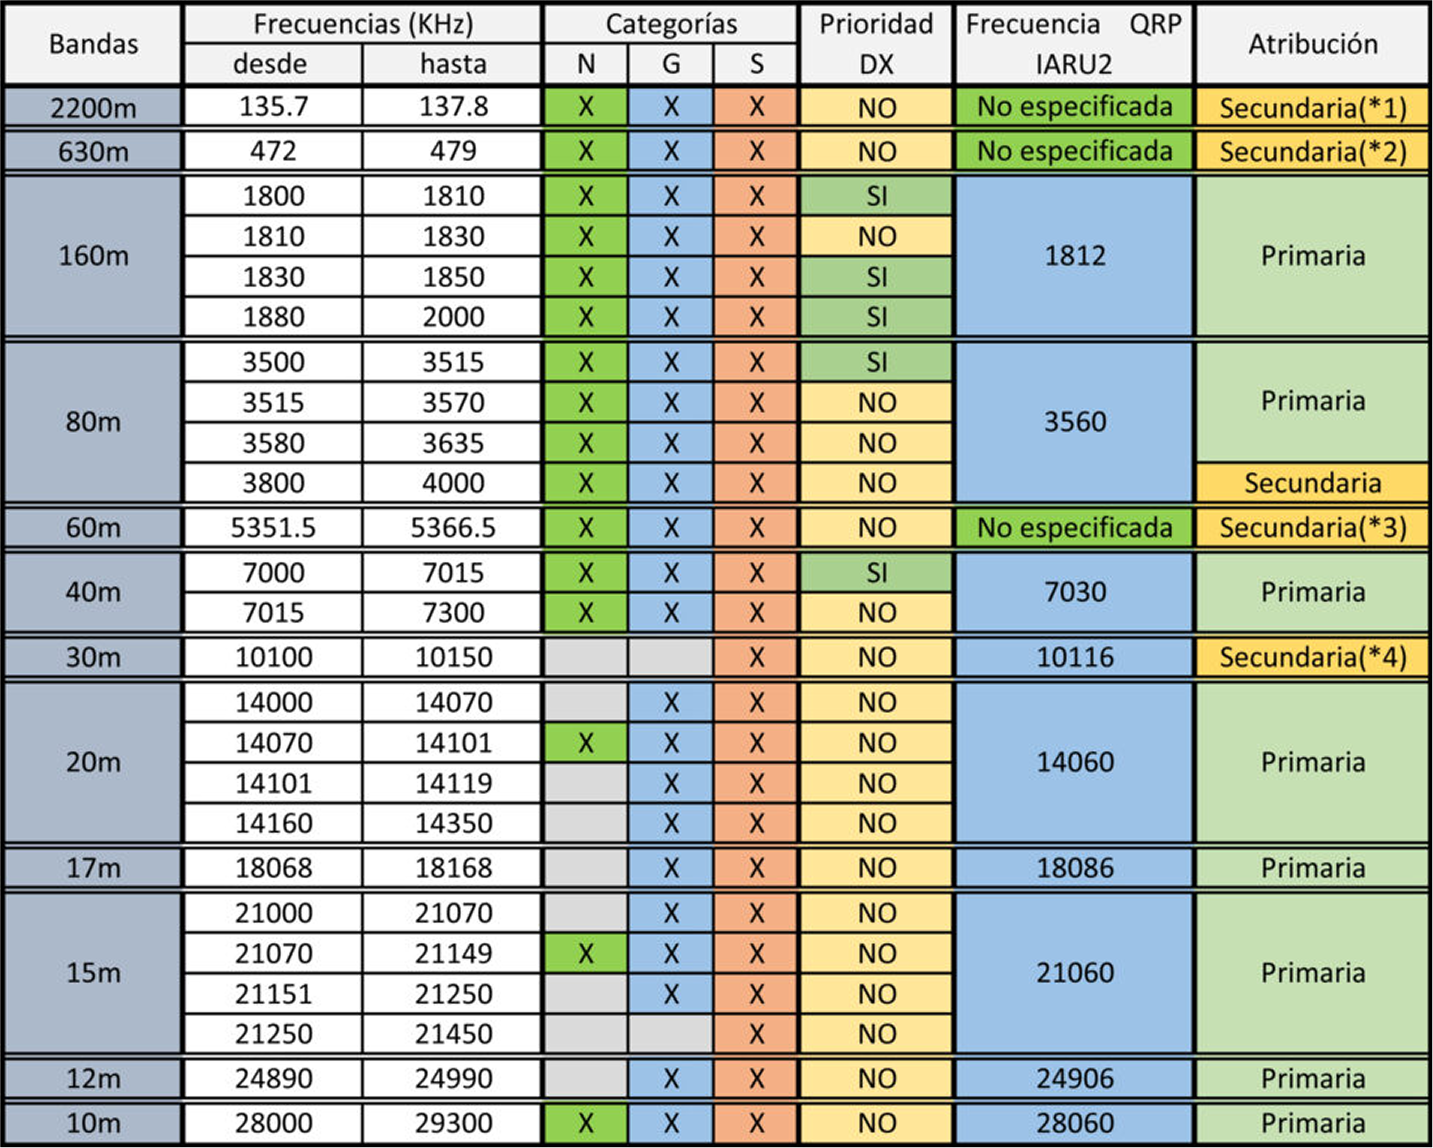 Bandas Frecuencias (KHz) Categorías Prioridad DX Frecuencia QRP IARU2 Atribución
desde hasta N G S
2200m 135.7 137.8 X X X NO No especificada Secundaria(*1)
630m 472 479 X X X NO No especificada Secundaria(*2)
160m 1800 1810 X X X SI 1812 Primaria
1810 1830 X X X NO
1830 1850 X X X SI
1880 2000 X X X SI
80m 3500 3515 X X X SI 3560 Primaria
3515 3570 X X X NO
3580 3635 X X X NO
3800 4000 X X X NO Secundaria
60m 5351.5 5366.5 X X X NO No especificada Secundaria(*3)
40m 7000 7015 X X X SI 7030 Primaria
7015 7300 X X X NO
30m 10100 10150 X NO 10116 Secundaria(*4)
20m 14000 14070 X X NO 14060 Primaria
14070 14101 X X X NO
14101 14119 X X NO
14160 14350 X X NO
17m 18068 18168 X X NO 18086 Primaria
15m 21000 21070 X X NO 21060 Primaria
21070 21149 X X X NO
21151 21250 X X NO
21250 21450 X NO
12m 24890 24990 X X NO 24906 Primaria
10m 28000 29300 X X X NO 28060 Primaria